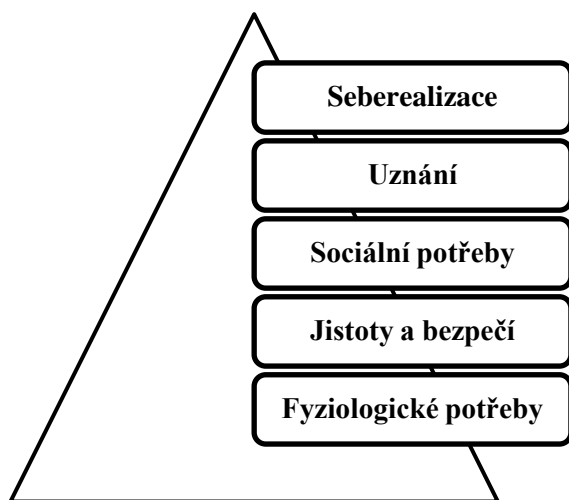 Seberealizace
Uznání
Sociální potřeby
Jistoty a bezpečí
Fyziologické potřeby